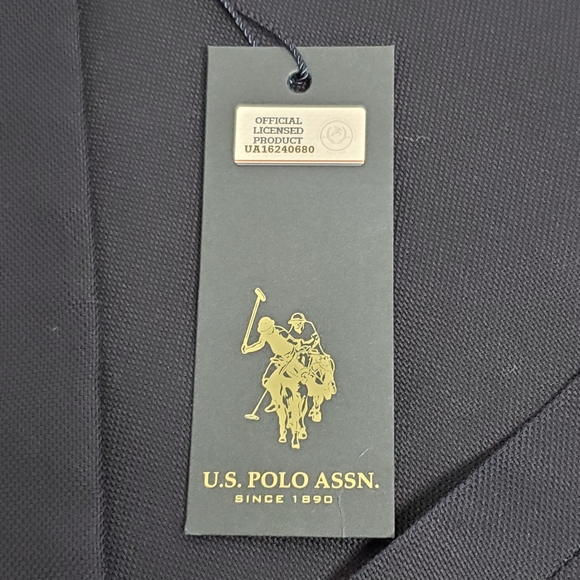 OFFICIAL
LICENSED
PRODUCT
UA16240680
U.S. POLO ASSN.
SINCE 1890